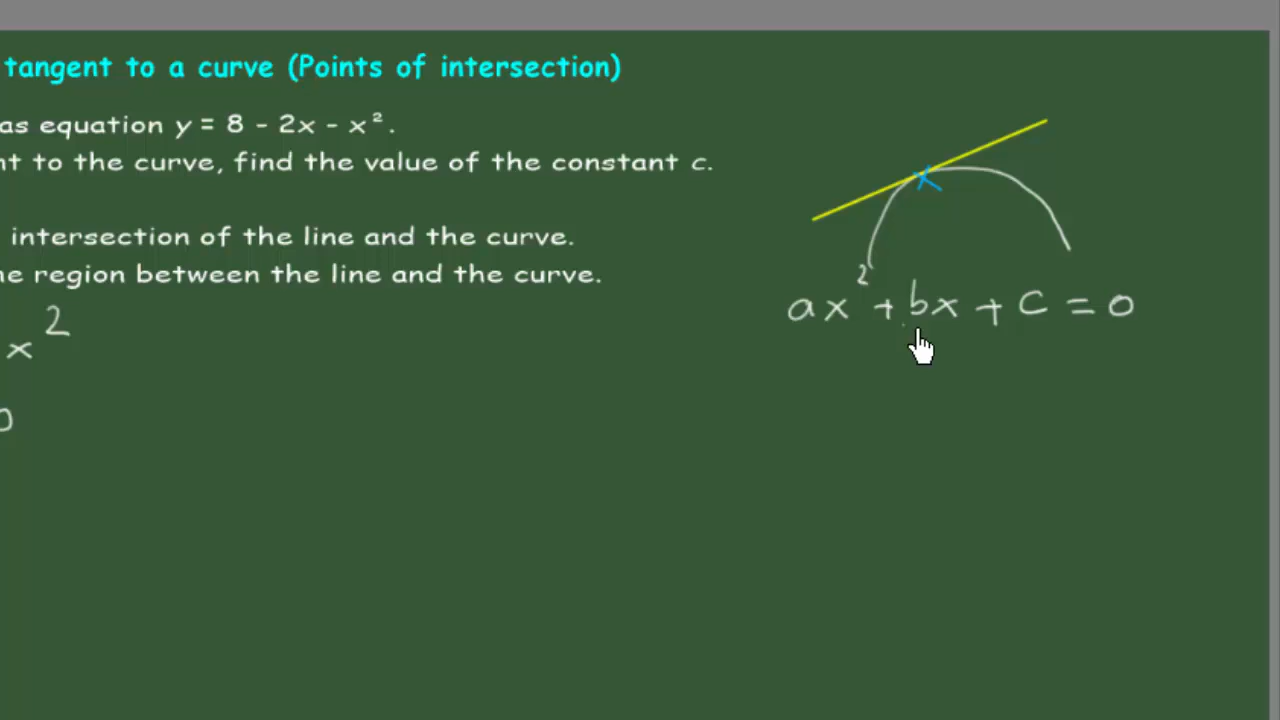 tangent to a curve (Points of intersection)
as equation y = 8 - 2x - x².
nt to the curve, find the value of the constant c.
intersection of the line and the curve.
ne region between the line and the curve.
x²
ax² + bx + c = 0
0